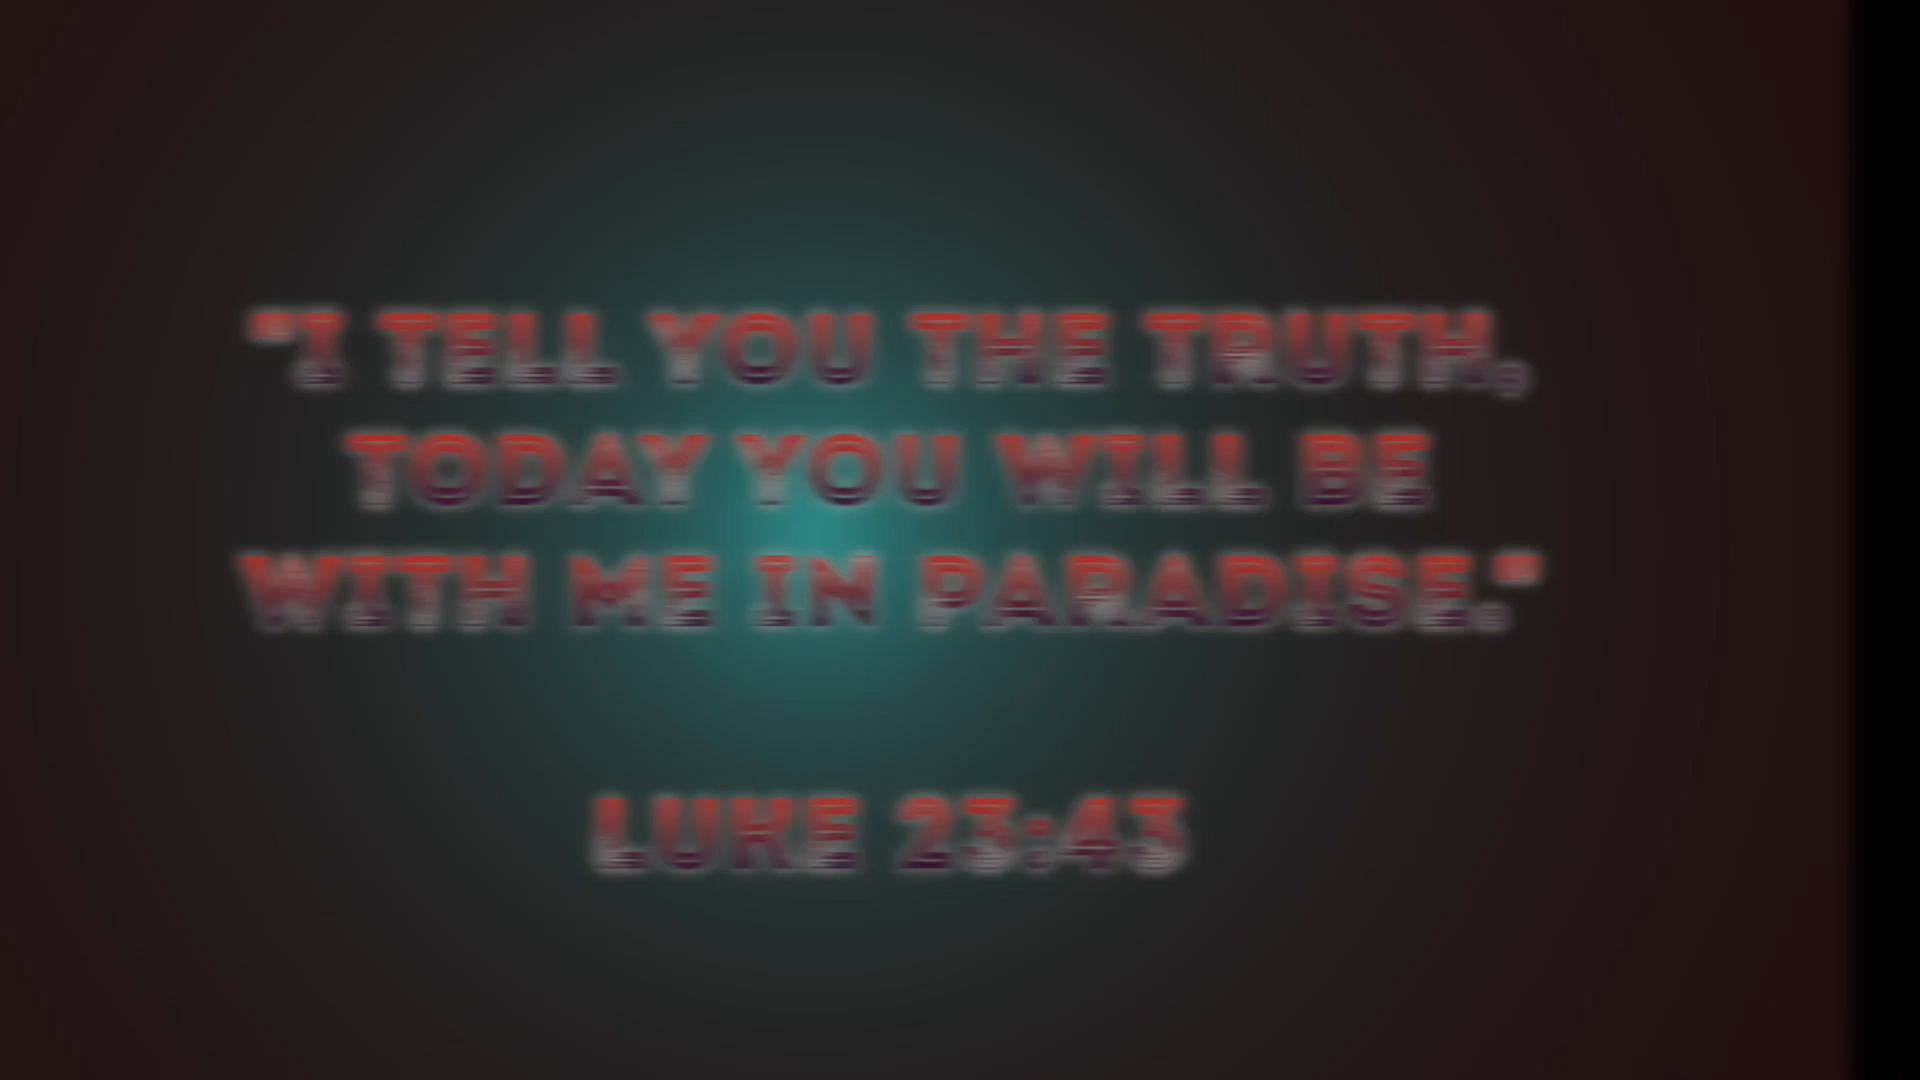 "I TELL YOU THE TRUTH,
TODAY YOU WILL BE
WITH ME IN PARADISE."
LUKE 23:43